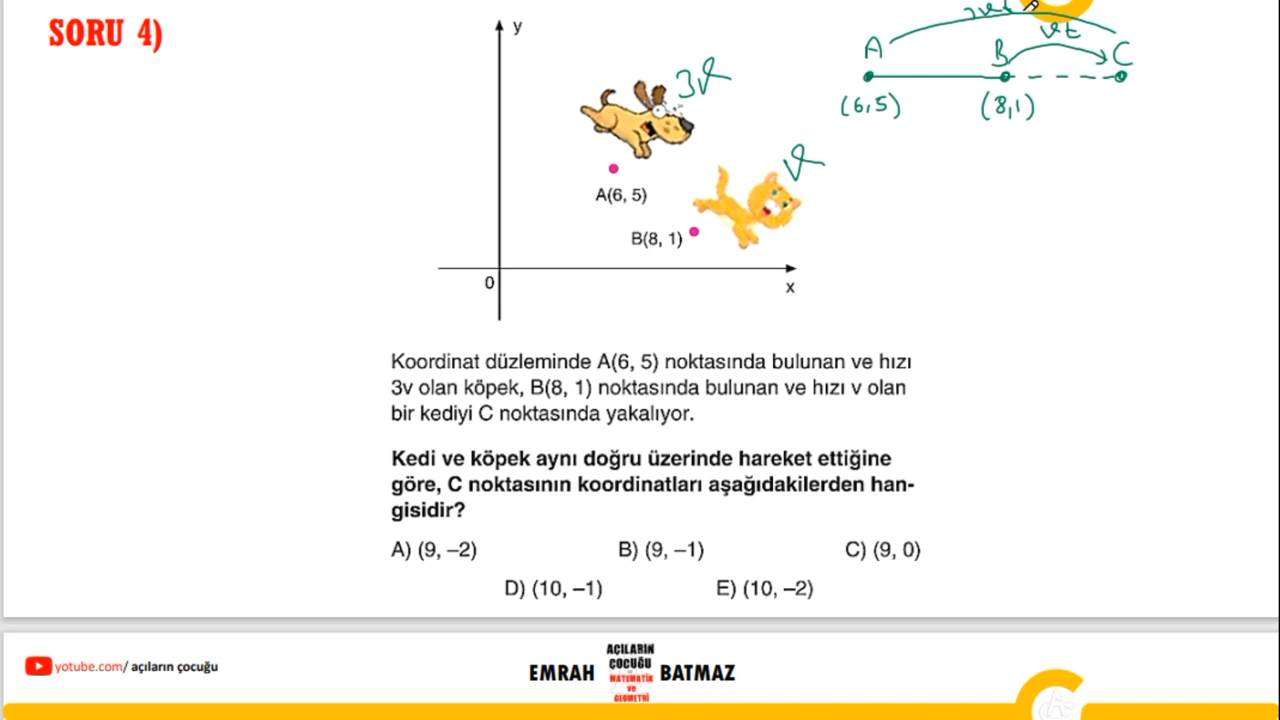 SORU 4)
y
3v
A
B
vt
C
(6,5)
(8,1)
v
A(6, 5)
B(8, 1)
0
x
Koordinat düzleminde A(6, 5) noktasında bulunan ve hızı
3v olan köpek, B(8, 1) noktasında bulunan ve hızı v olan
bir kediyi C noktasında yakalıyor.
Kedi ve köpek aynı doğru üzerinde hareket ettiğine
göre, C noktasının koordinatları aşağıdakilerden han-
gisidir?
A) (9, –2) B) (9, –1) C) (9, 0)
D) (10, –1) E) (10, –2)
yotube.com/ açıların çocuğu
EMRAH
AÇILARIN
ÇOCUĞU
MATEMATİK
ve
GEOMETRİ
BATMAZ